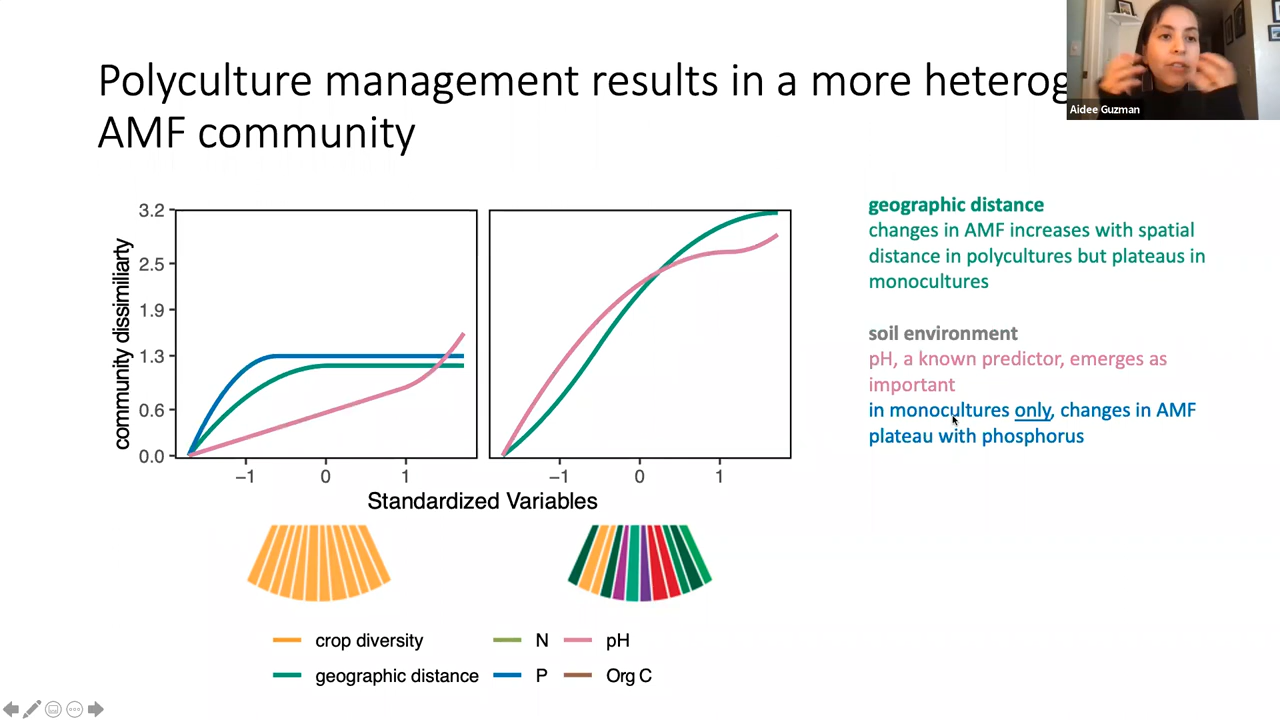 Polyculture management results in a more heterog
AMF community
Aidee Guzman
community dissimiliarty
3.2
2.5
1.9
1.3
0.6
0.0
−1 0 1
−1 0 1
Standardized Variables
geographic distance
changes in AMF increases with spatial
distance in polycultures but plateaus in
monocultures
soil environment
pH, a known predictor, emerges as
important
in monocultures only, changes in AMF
plateau with phosphorus
crop diversity N pH
geographic distance P Org C